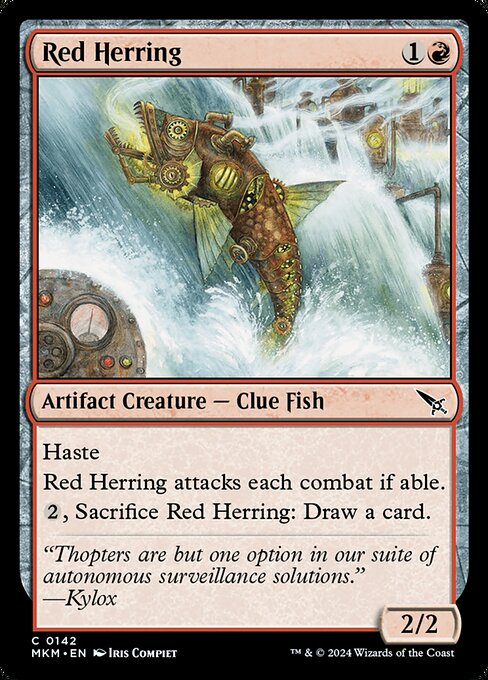 Red Herring 1
Artifact Creature — Clue Fish
Haste
Red Herring attacks each combat if able.
2, Sacrifice Red Herring: Draw a card.
“Thopters are but one option in our suite of
autonomous surveillance solutions.”
—Kylox
2/2
C 0142
MKM • EN Iris Compiet
™ & © 2024 Wizards of the Coast